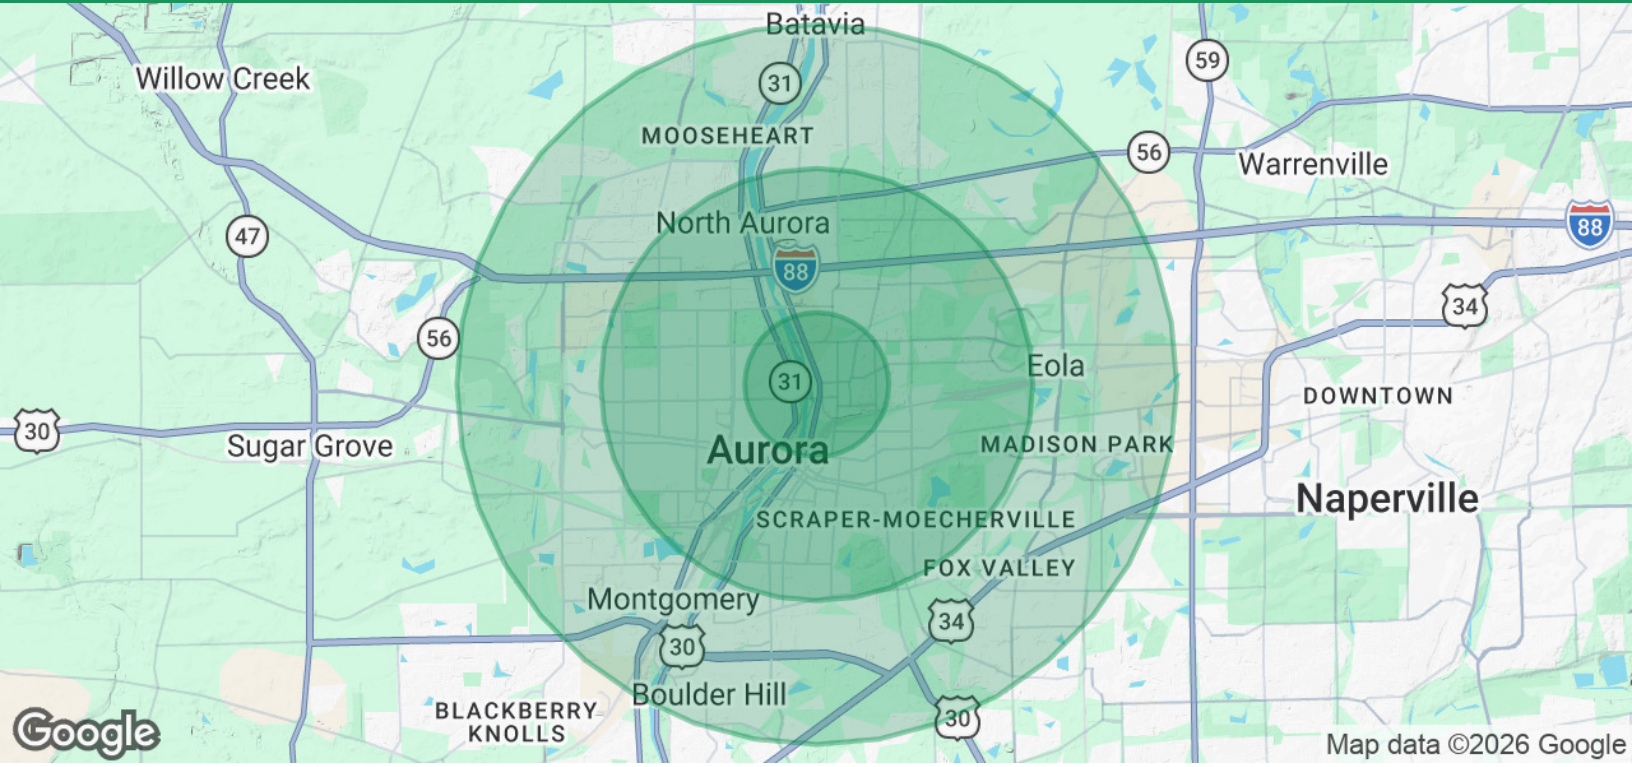 Batavia
59
Willow Creek
31
MOOSEHEART
56
Warrenville
47
North Aurora
88
88
34
56
31
Eola
DOWNTOWN
30
Sugar Grove
Aurora
MADISON PARK
Naperville
SCRAPER-MOECHERVILLE
FOX VALLEY
Montgomery
34
30
Boulder Hill
BLACKBERRY
KNOLLS
30
Google
Map data ©2026 Google